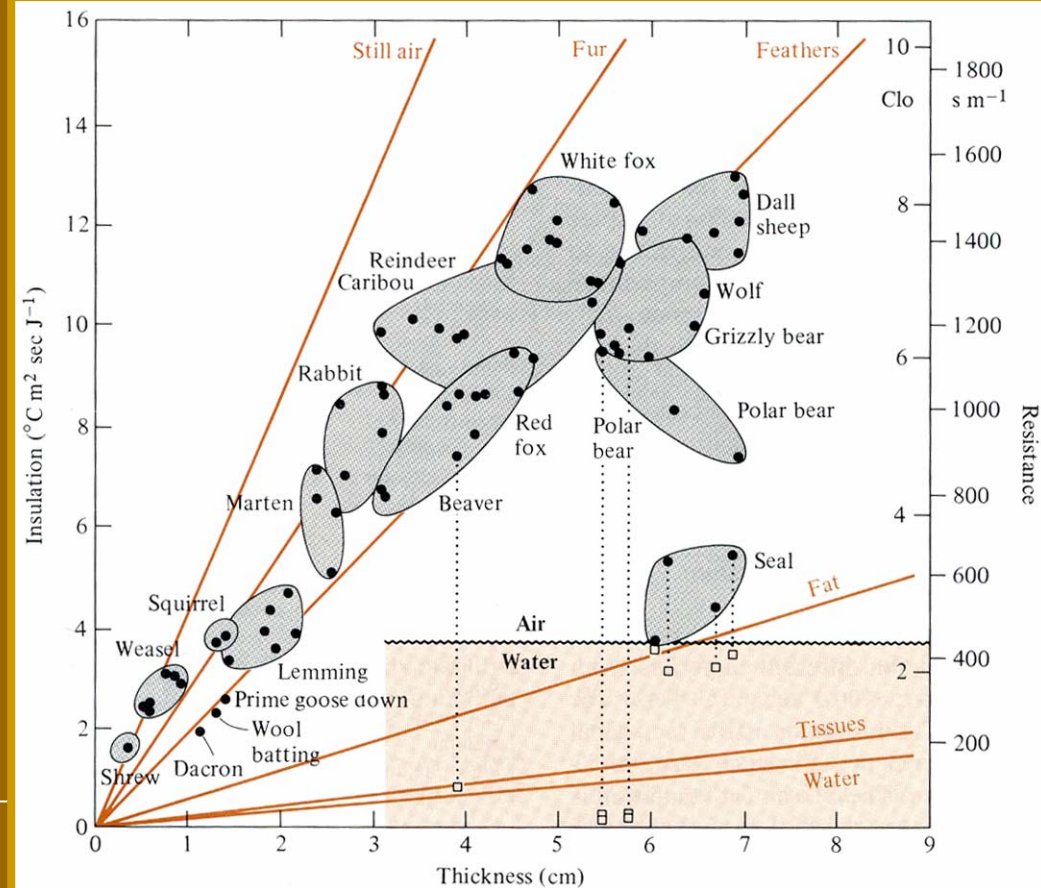 16
14
12
10
8
6
4
2
0
Insulation (°C m² sec J⁻¹)
0 1 2 3 4 5 6 7 8 9
Thickness (cm)
Still air
Fur
Feathers
10
Clo
8
6
4
2
1800
s m⁻¹
1600
1400
1200
1000
800
600
400
200
Resistance
White fox
Dall
sheep
Reindeer
Caribou
Wolf
Grizzly bear
Rabbit
Polar bear
Red
fox
Polar
bear
Marten
Beaver
Seal
Fat
Squirrel
Air
Water
Weasel
Lemming
Prime goose down
Wool
batting
Tissues
Shrew
Dacron
Water